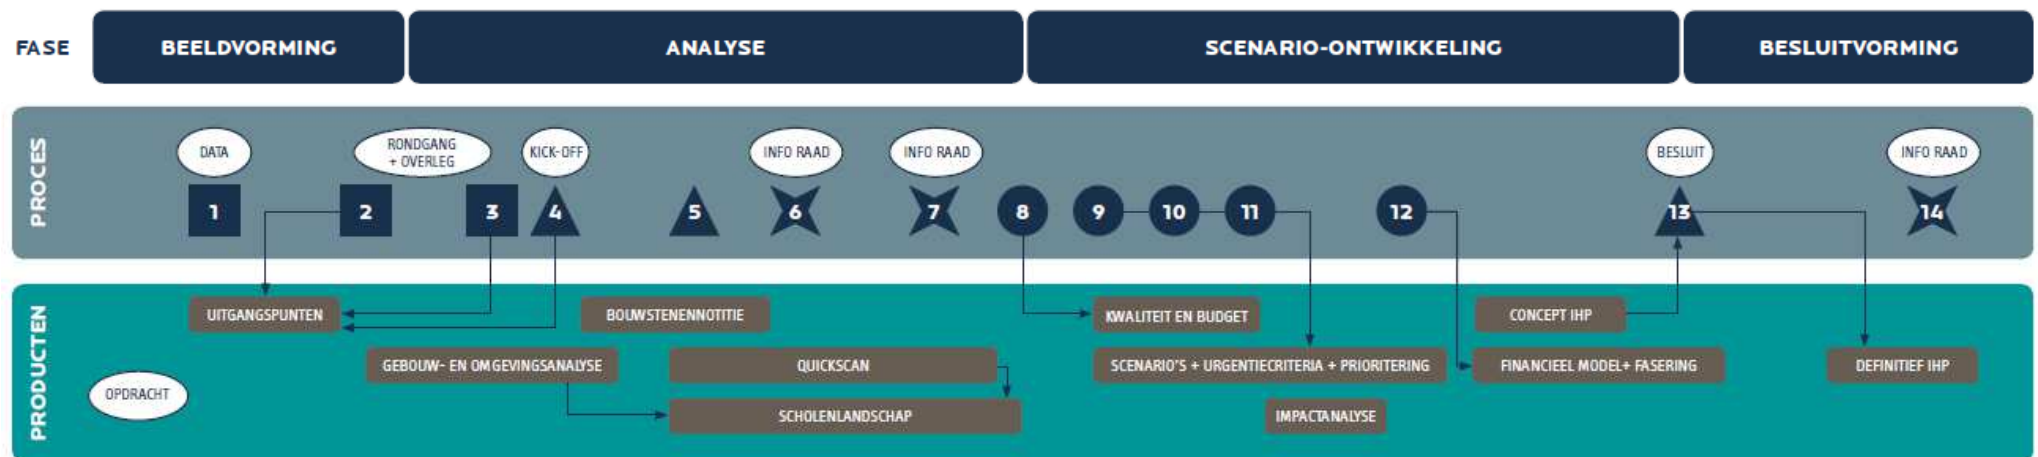 FASE
BEELDVORMING
ANALYSE
SCENARIO-ONTWIKKELING
BESLUITVORMING
PROCES
DATA
RONDGANG
+ OVERLEG
KICK-OFF
INFO RAAD
INFO RAAD
BESLUIT
INFO RAAD
1
2
3
4
5
6
7
8
9
10
11
12
13
14
PRODUCTEN
UITGANGSPUNTEN
BOUWSTENENNOTITIE
KWALITEIT EN BUDGET
CONCEPT IHP
GEBOUW- EN OMGEVINGSANALYSE
QUICKSCAN
SCENARIO'S + URGENTIECRITERIA + PRIORITERING
FINANCIEEL MODEL+ FASERING
DEFINITIEF IHP
OPDRACHT
SCHOLENLANDSCHAP
IMPACTANALYSE